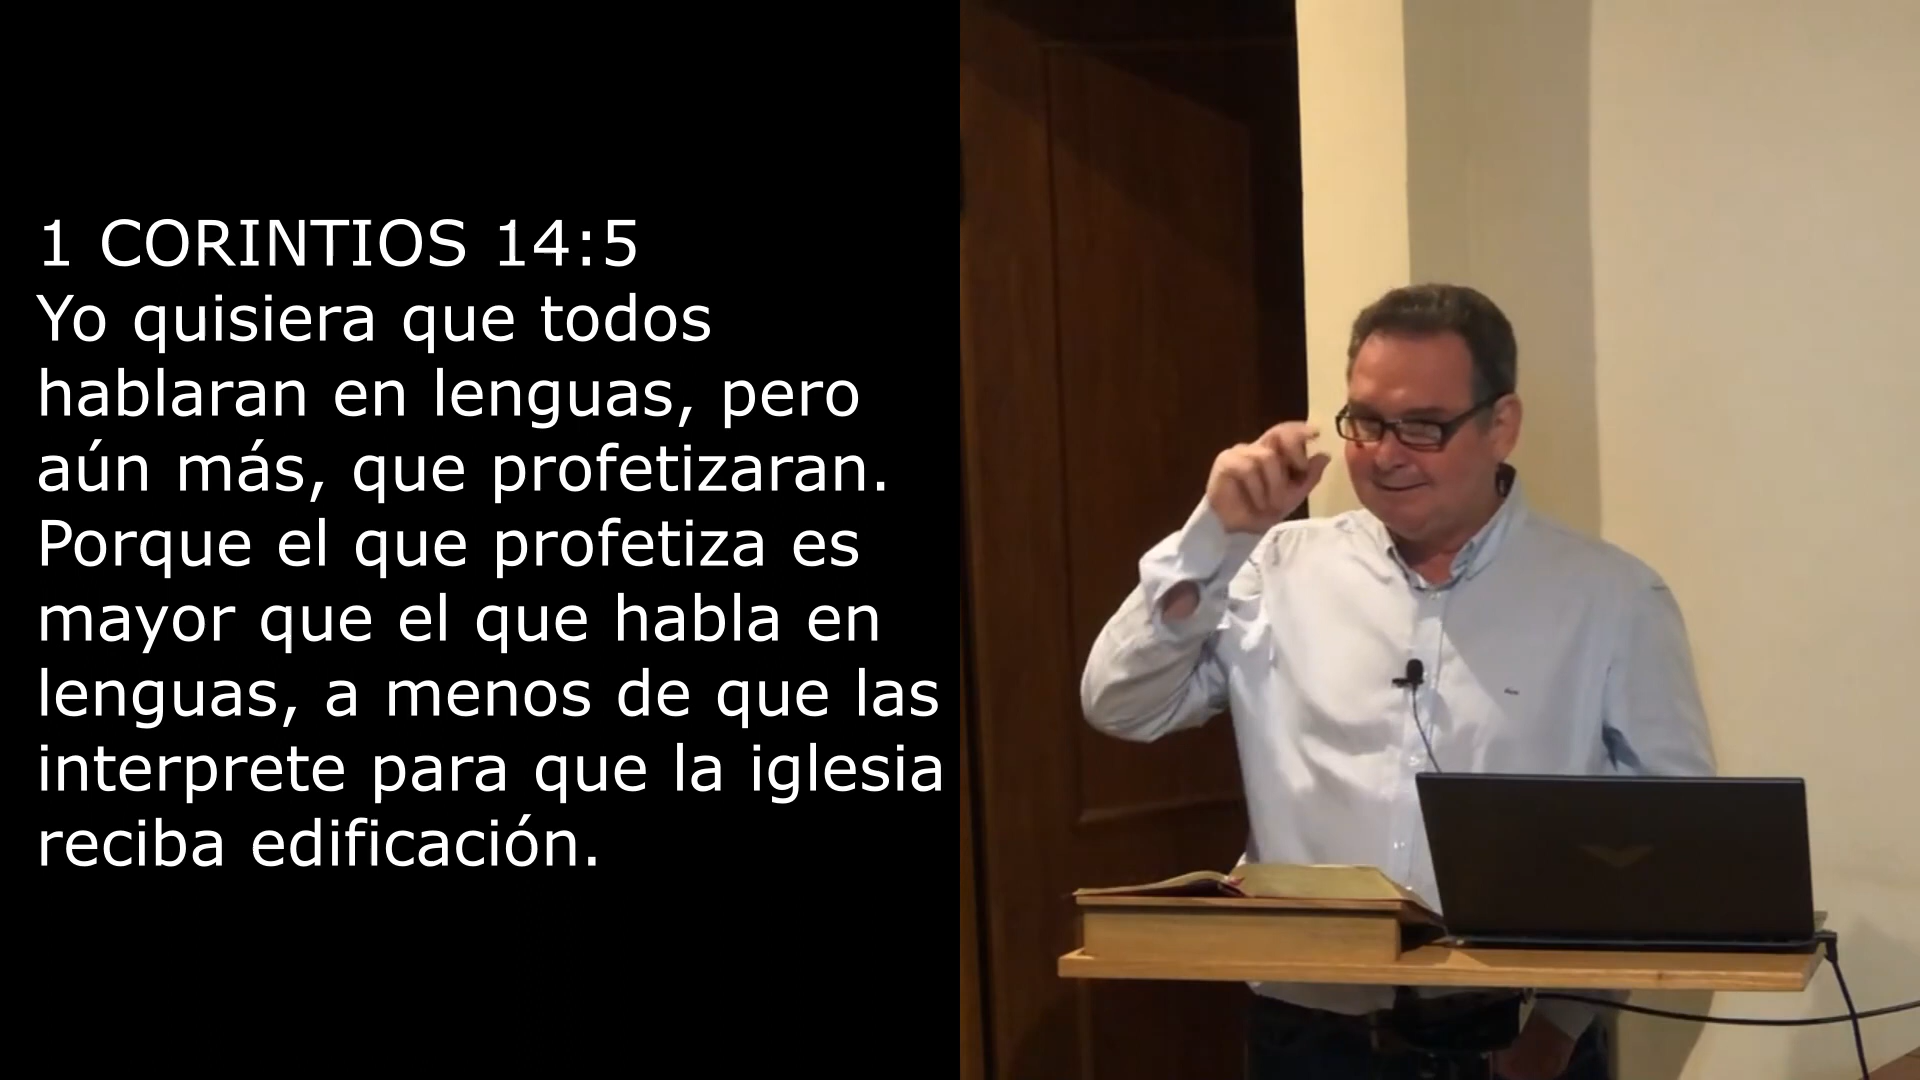 1 CORINTIOS 14:5
Yo quisiera que todos
hablaran en lenguas, pero
aún más, que profetizaran.
Porque el que profetiza es
mayor que el que habla en
lenguas, a menos de que las
interprete para que la iglesia
reciba edificación.